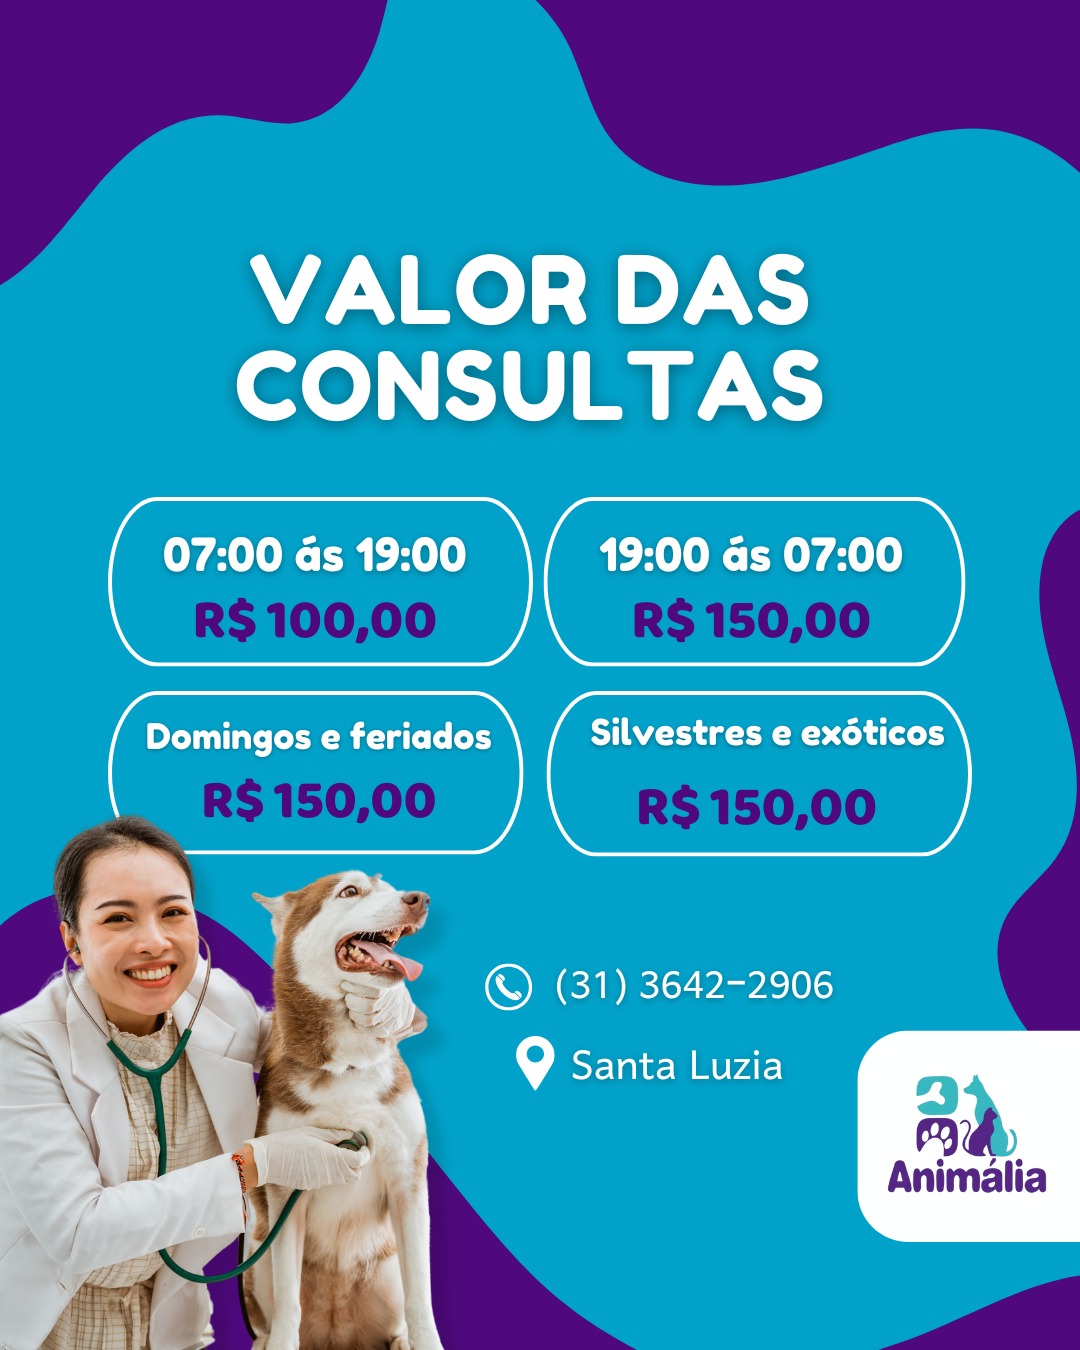 VALOR DAS
CONSULTAS
07:00 ás 19:00
R$ 100,00
19:00 ás 07:00
R$ 150,00
Domingos e feriados
R$ 150,00
Silvestres e exóticos
R$ 150,00
(31) 3642-2906
Santa Luzia
Animália